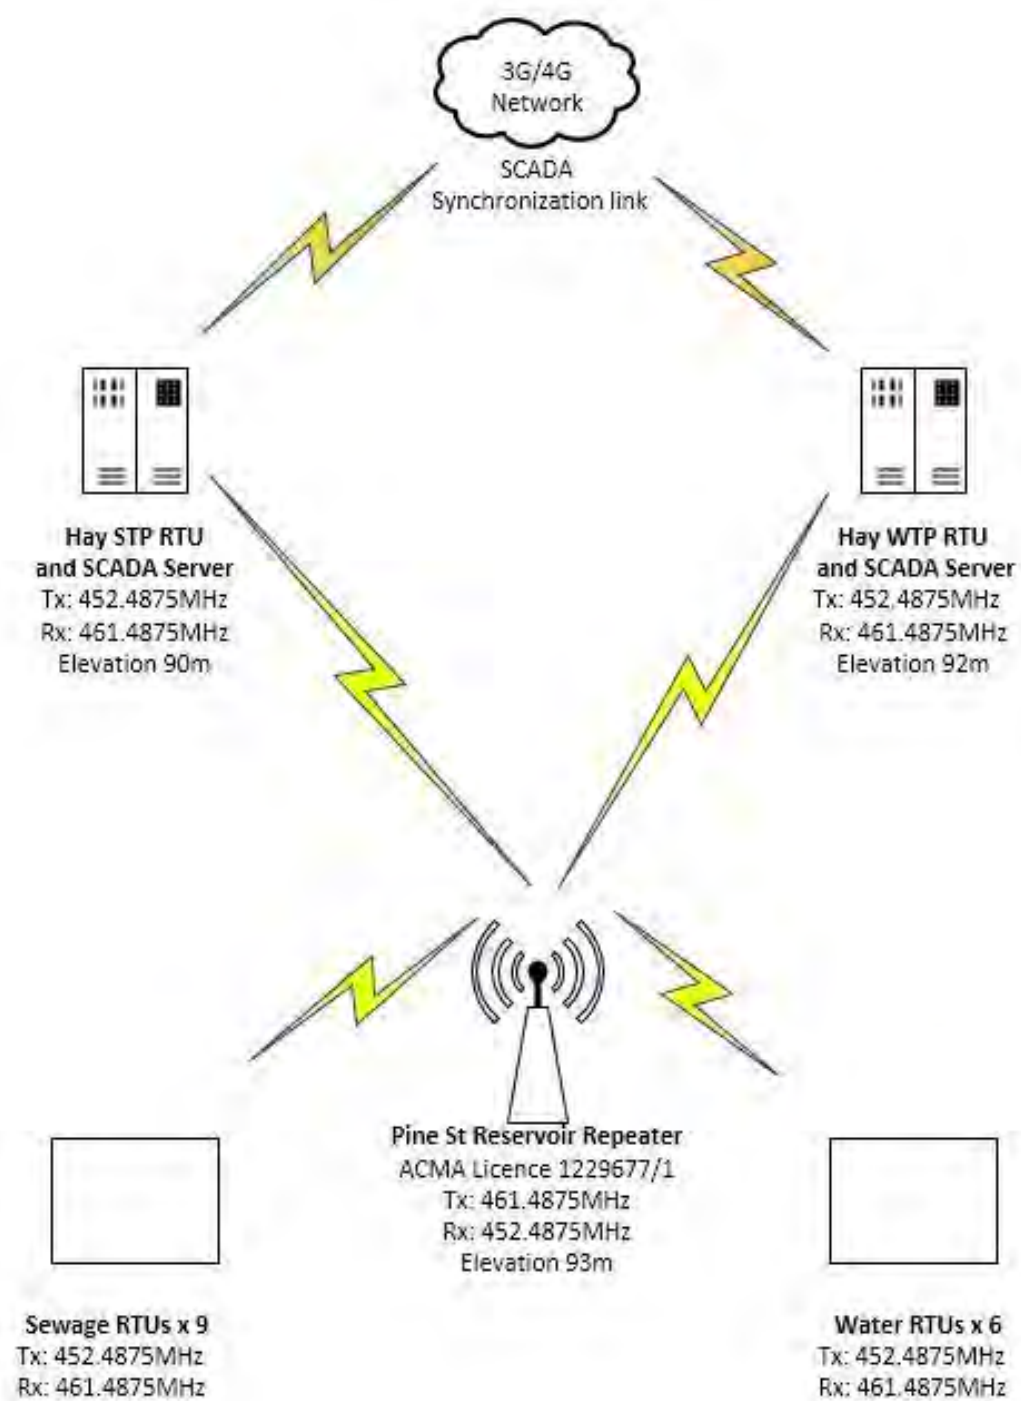 3G/4G
Network
SCADA
Synchronization link
Hay STP RTU
and SCADA Server
Tx: 452.4875MHz
Rx: 461.4875MHz
Elevation 90m
Hay WTP RTU
and SCADA Server
Tx: 452.4875MHz
Rx: 461.4875MHz
Elevation 92m
Pine St Reservoir Repeater
ACMA Licence 1229677/1
Tx: 461.4875MHz
Rx: 452.4875MHz
Elevation 93m
Sewage RTUs x 9
Tx: 452.4875MHz
Rx: 461.4875MHz
Water RTUs x 6
Tx: 452.4875MHz
Rx: 461.4875MHz